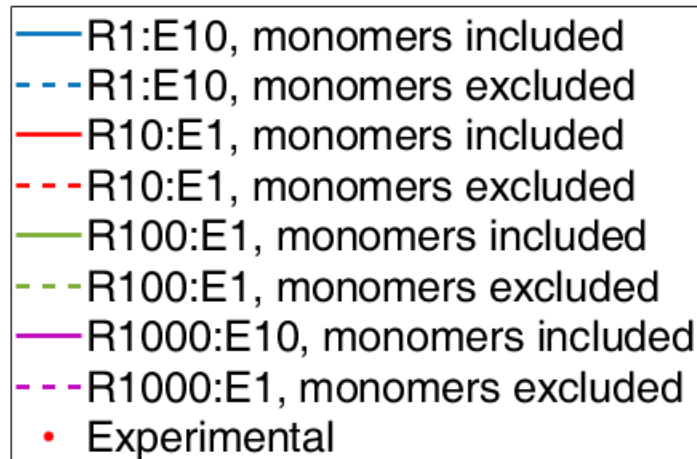 R1:E10, monomers included
R1:E10, monomers excluded
R10:E1, monomers included
R10:E1, monomers excluded
R100:E1, monomers included
R100:E1, monomers excluded
R1000:E10, monomers included
R1000:E1, monomers excluded
Experimental